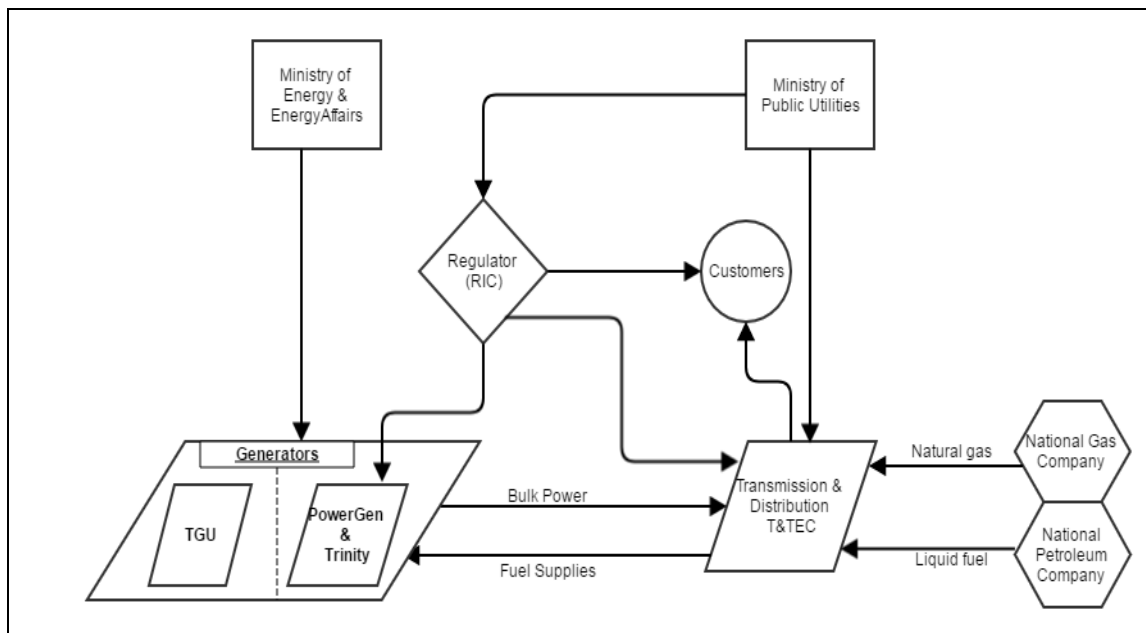 Ministry of
Energy &
EnergyAffairs
Ministry of
Public Utilities
Regulator
(RIC)
Customers
Generators
TGU
PowerGen
&
Trinity
Bulk Power
Fuel Supplies
Transmission &
Distribution
T&TEC
Natural gas
Liquid fuel
National Gas
Company
National
Petroleum
Company